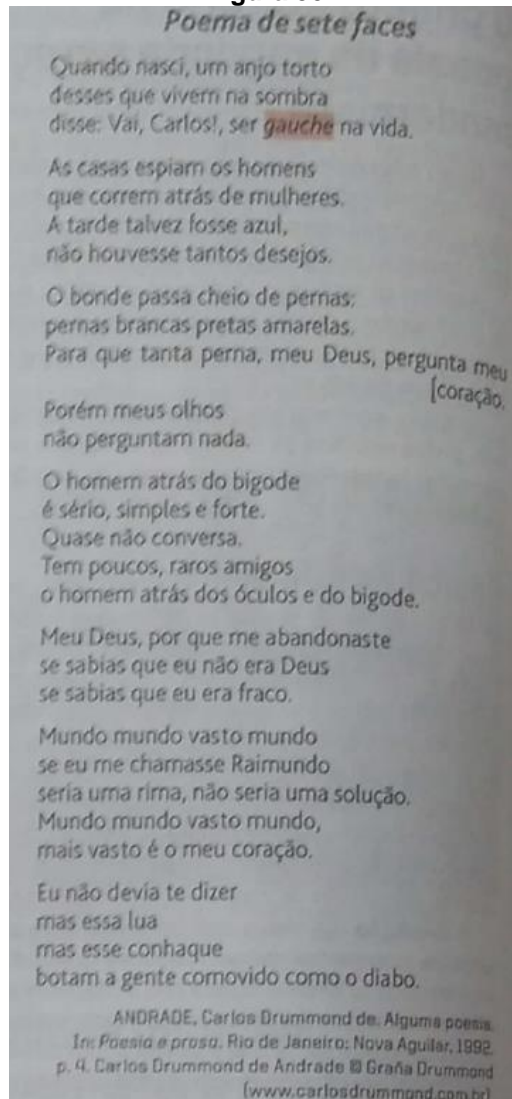 Poema de sete faces
Quando nasci, um anjo torto
desses que vivem na sombra
disse: Vai, Carlos!, ser gauche na vida.
As casas espiam os homens
que correm atrás de mulheres.
A tarde talvez fosse azul,
não houvesse tantos desejos.
O bonde passa cheio de pernas:
pernas brancas pretas amarelas.
Para que tanta perna, meu Deus, pergunta meu
[coração.
Porém meus olhos
não perguntam nada.
O homem atrás do bigode
é sério, simples e forte.
Quase não conversa.
Tem poucos, raros amigos
o homem atrás dos óculos e do bigode.
Meu Deus, por que me abandonaste
se sabias que eu não era Deus
se sabias que eu era fraco.
Mundo mundo vasto mundo
se eu me chamasse Raimundo
seria uma rima, não seria uma solução.
Mundo mundo vasto mundo,
mais vasto é o meu coração.
Eu não devia te dizer
mas essa lua
mas esse conhaque
botam a gente comovido como o diabo.
ANDRADE, Carlos Drummond de. Alguma poesia.
In: Poesia e prosa. Rio de Janeiro: Nova Aguilar, 1992.
p. 4. Carlos Drummond de Andrade © Graña Drummond
(www.carlosdrummond.com.br)